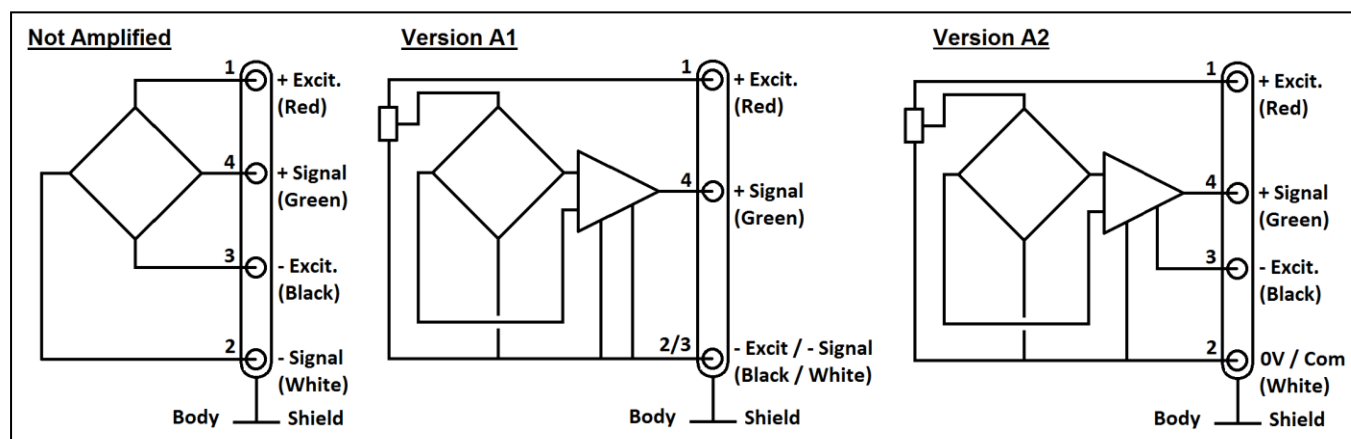 Not Amplified
1
+ Excit.
(Red)
4
+ Signal
(Green)
3
- Excit.
(Black)
2
- Signal
(White)
Body
Shield
Version A1
1
+ Excit.
(Red)
4
+ Signal
(Green)
2/3
- Excit / - Signal
(Black / White)
Body
Shield
Version A2
1
+ Excit.
(Red)
4
+ Signal
(Green)
3
- Excit.
(Black)
2
0V / Com
(White)
Body
Shield